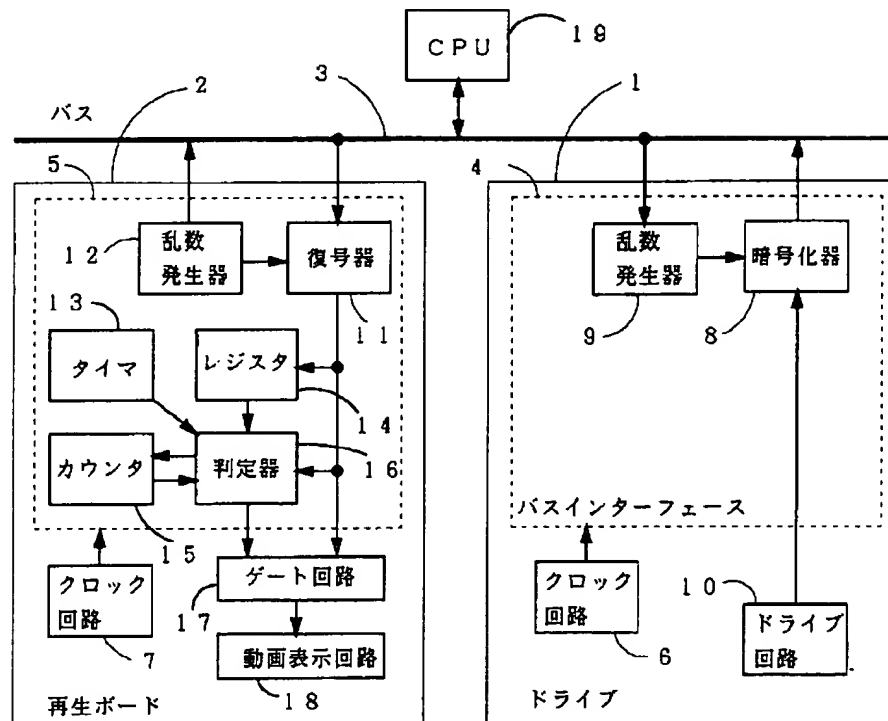 CPU
19
3
2
1
バス
5
4
12
乱数
発生器
復号器
乱数
発生器
暗号化器
13
11
9
8
タイマ
レジスタ
14
カウンタ
判定器
16
バスインターフェース
15
クロック
回路
ゲート回路
クロック
回路
10
ドライブ
回路
17
7
動画表示回路
6
18
再生ボード
ドライブ